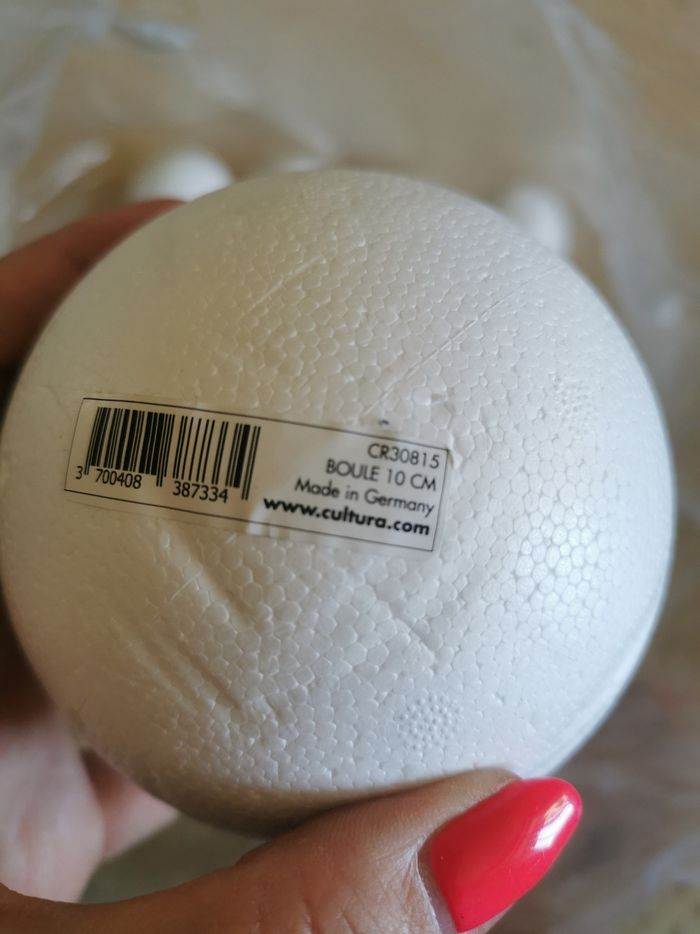 CR30815
BOULE 10 CM
Made in Germany
www.cultura.com
3 700408 387334